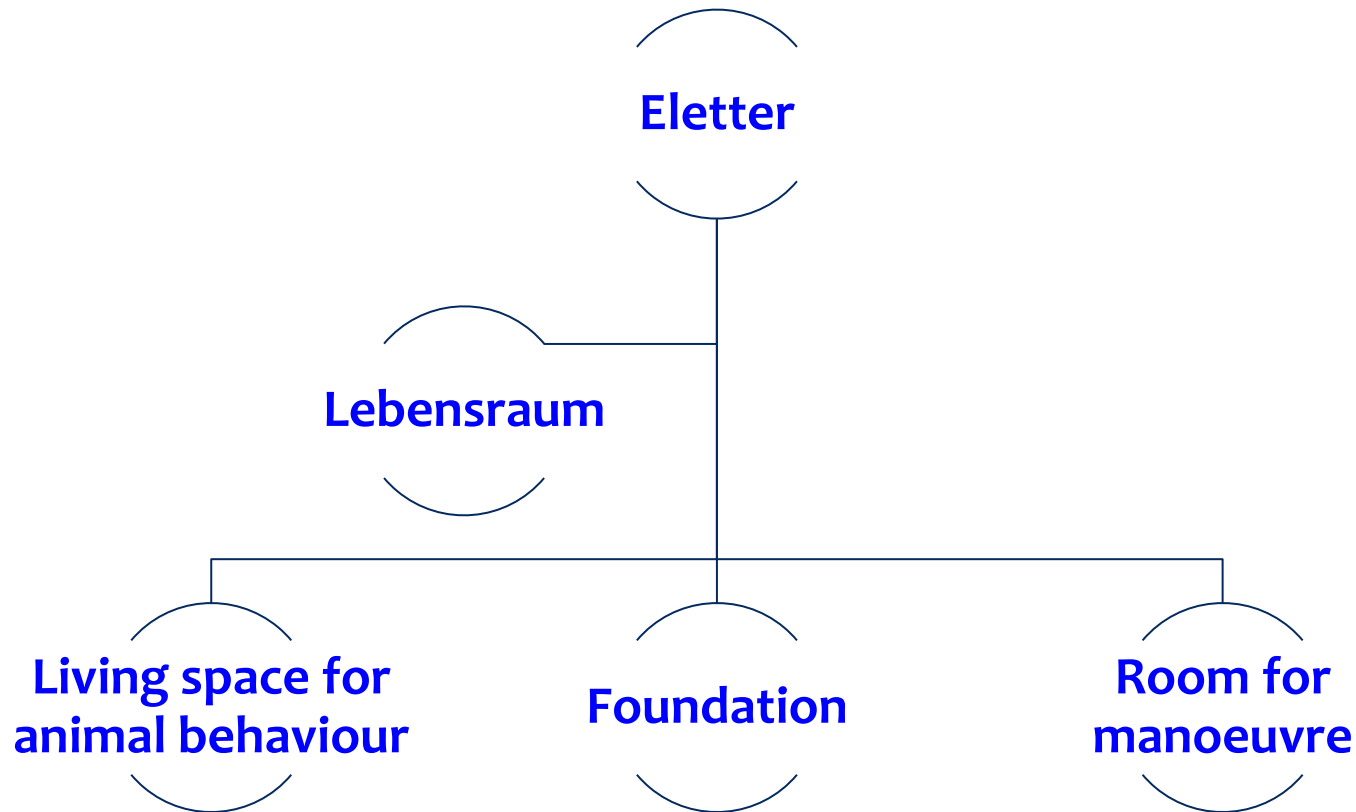 Eletter
Lebensraum
Living space for
animal behaviour
Foundation
Room for
manoeuvre